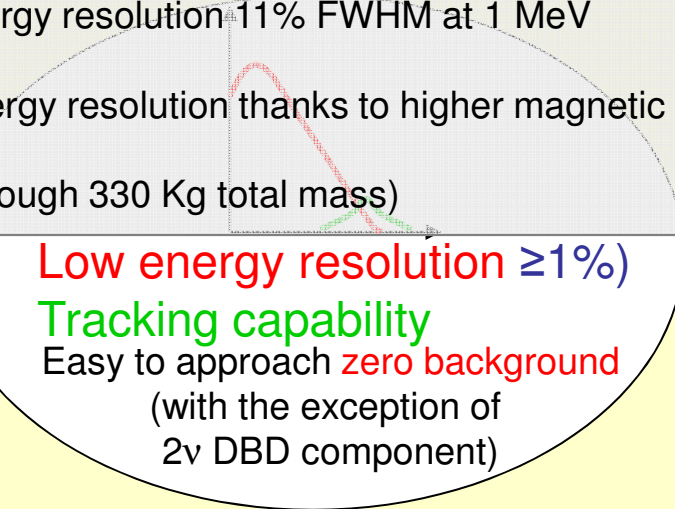 rgy resolution 11% FWHM at 1 MeV
ergy resolution thanks to higher magnetic
ough 330 Kg total mass)
Low energy resolution ≥1%)
Tracking capability
Easy to approach zero background
(with the exception of
2ν DBD component)